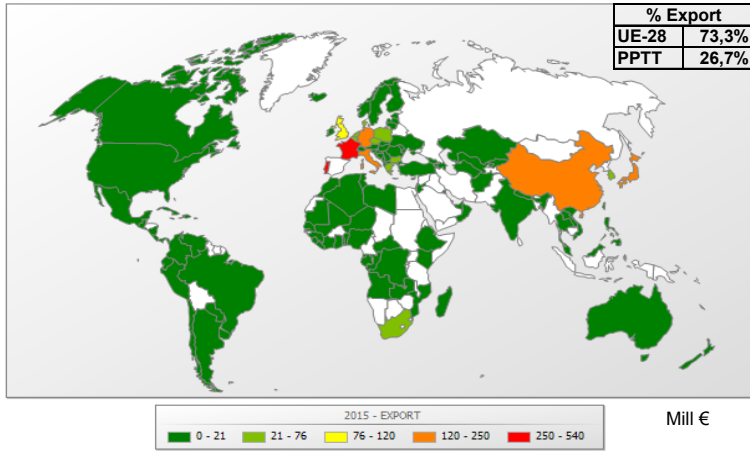 % Export
UE-28 73,3%
PPTT 26,7%
2015 - EXPORT
0 - 21 21 - 76 76 - 120 120 - 250 250 - 540
Mill €